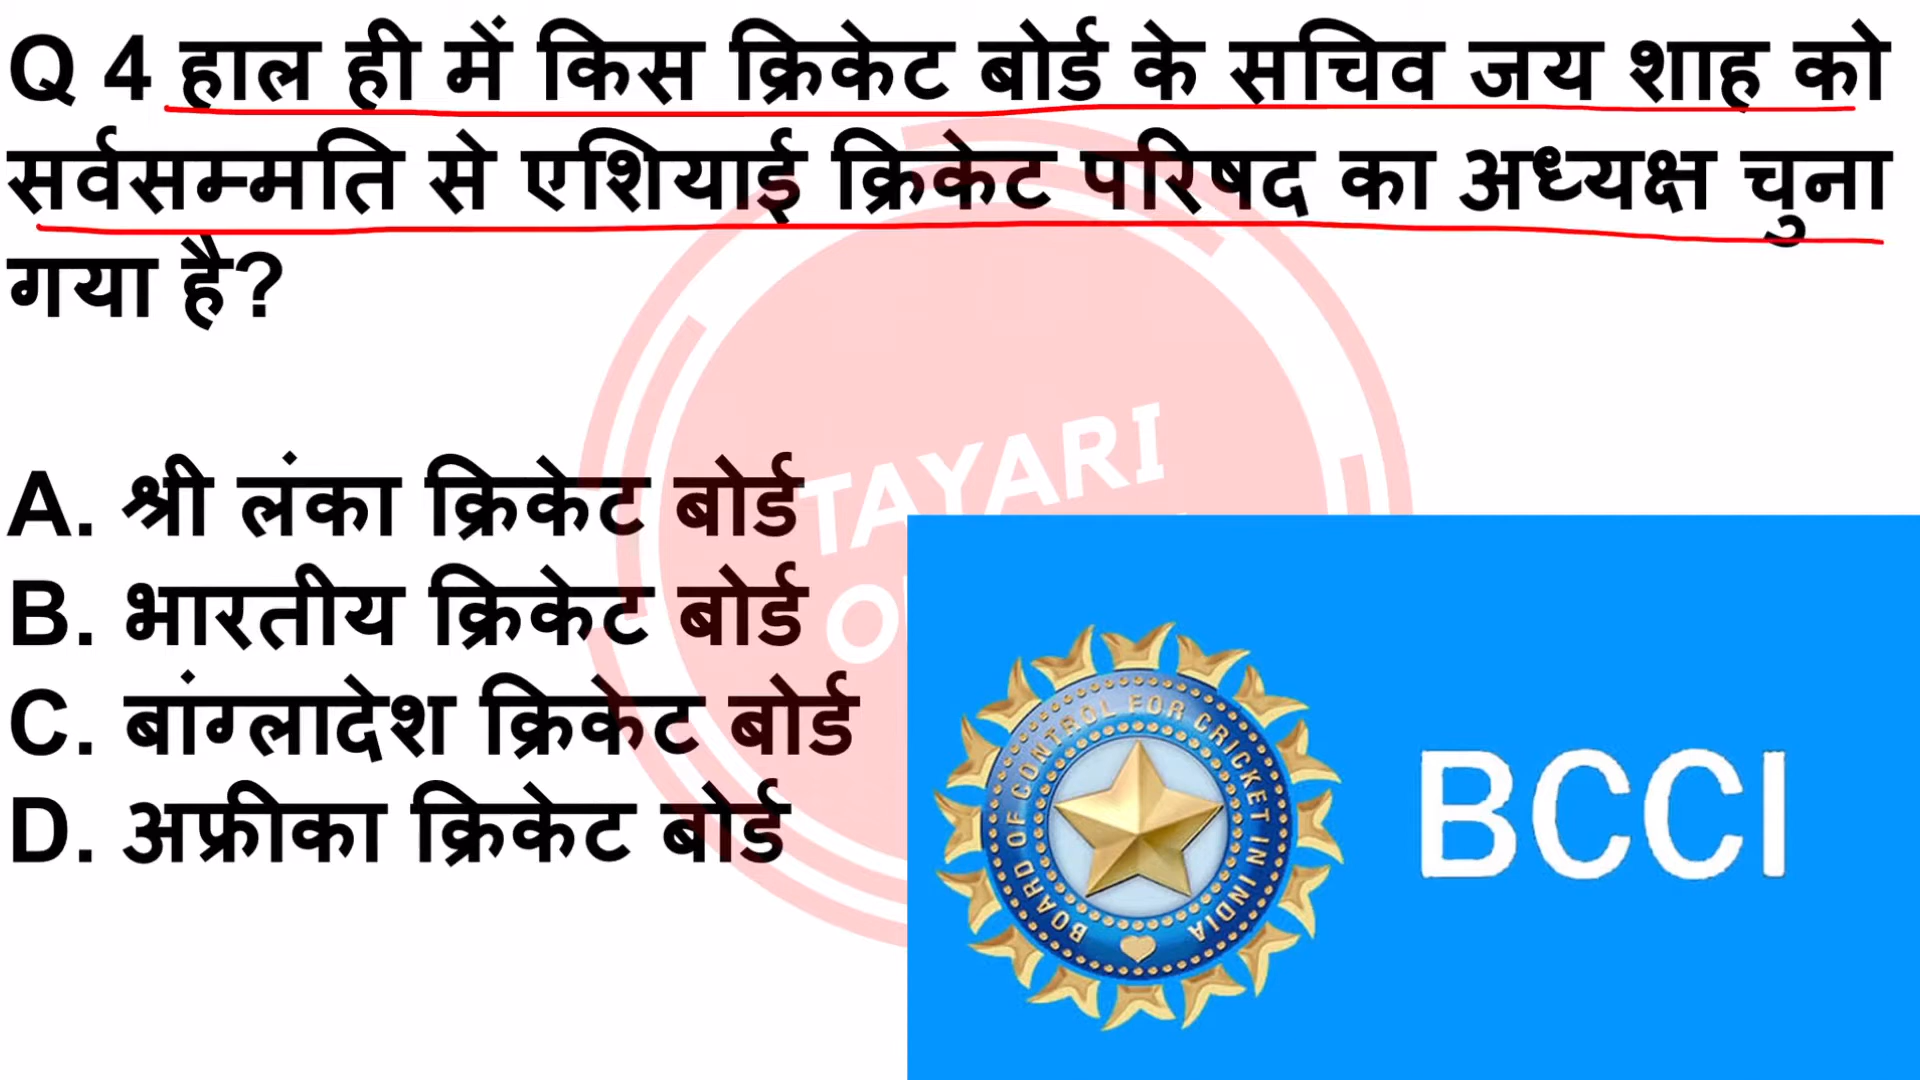 Q 4 हाल ही में किस क्रिकेट बोर्ड के सचिव जय शाह को
सर्वसम्मति से एशियाई क्रिकेट परिषद का अध्यक्ष चुना
गया है?
TAYARI
A. श्री लंका क्रिकेट बोर्ड
B. भारतीय क्रिकेट बोर्ड
C. बांग्लादेश क्रिकेट बोर्ड
D. अफ्रीका क्रिकेट बोर्ड
BOARD OF CONTROL FOR CRICKET IN INDIA
BCCI